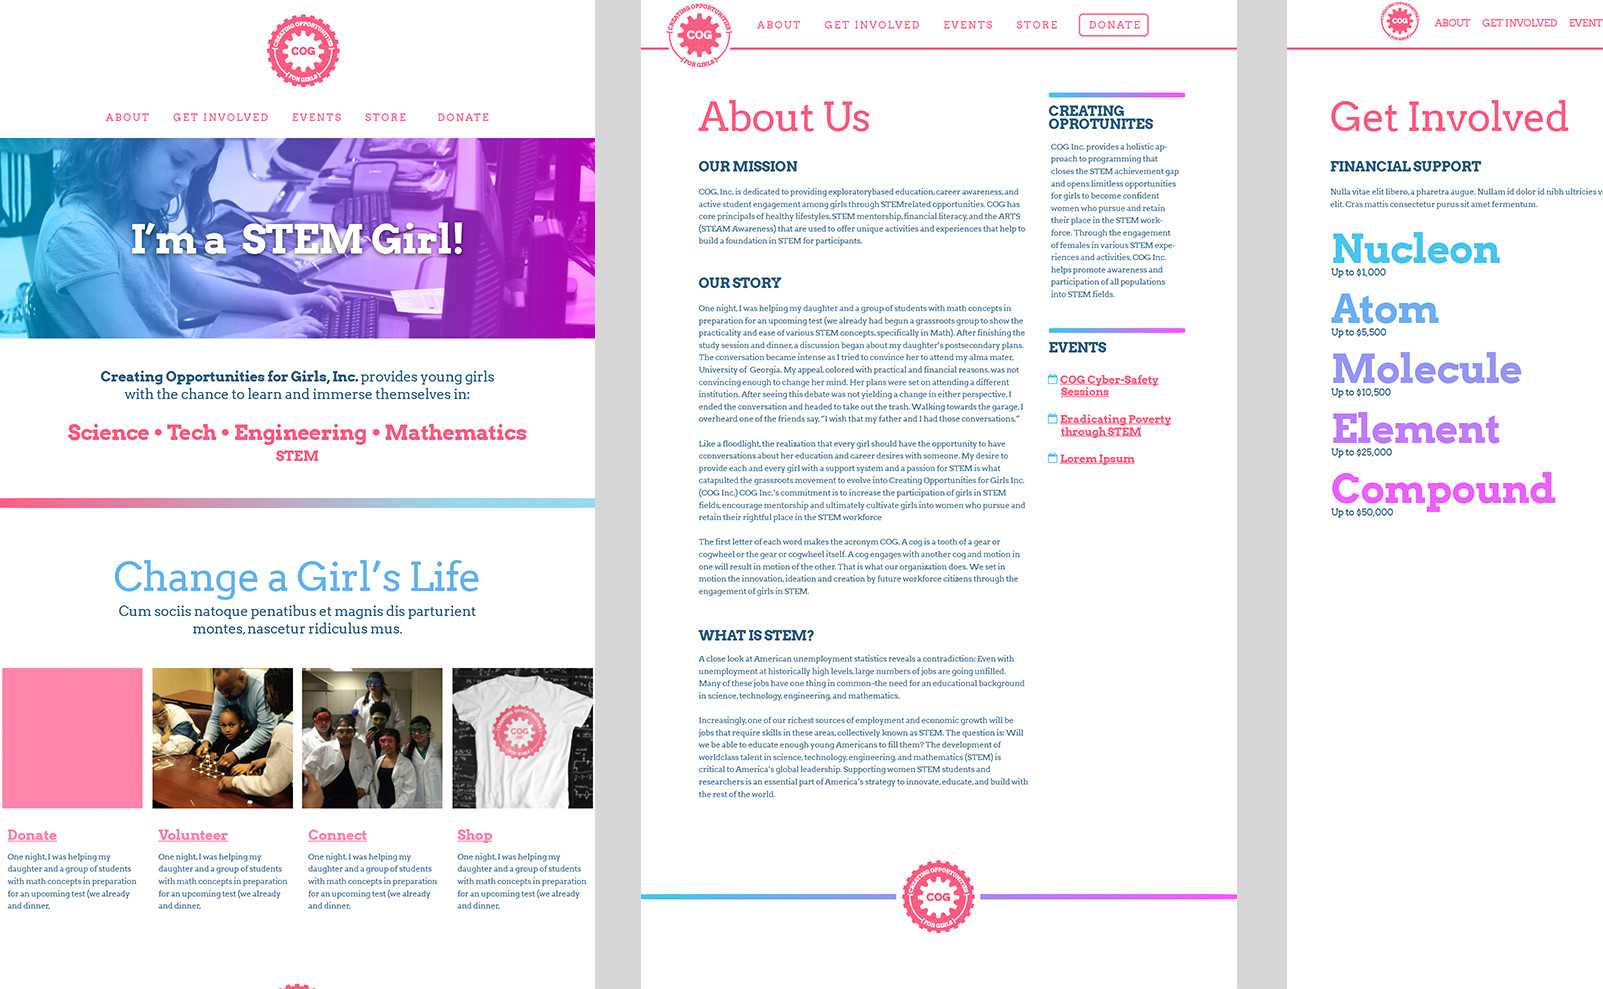 CREATING OPPORTUNITIES
COG
FOR GIRLS
ABOUT GET INVOLVED EVENTS STORE DONATE
I'm a STEM Girl!
Creating Opportunities for Girls, Inc. provides young girls
with the chance to learn and immerse themselves in:
Science • Tech • Engineering • Mathematics
STEM
Change a Girl's Life
Cum sociis natoque penatibus et magnis dis parturient
montes, nascetur ridiculus mus.
CREATING OPPORTUNITIES
COG
FOR GIRLS
Donate
One night, I was helping my
daughter and a group of students
with math concepts in preparation
for an upcoming test (we already
and dinner,
Volunteer
One night, I was helping my
daughter and a group of students
with math concepts in preparation
for an upcoming test (we already
and dinner,
Connect
One night, I was helping my
daughter and a group of students
with math concepts in preparation
for an upcoming test (we already
and dinner,
Shop
One night, I was helping my
daughter and a group of students
with math concepts in preparation
for an upcoming test (we already
and dinner,
CREATING OPPORTUNITIES
COG
FOR GIRLS
ABOUT GET INVOLVED EVENTS STORE DONATE
About Us
OUR MISSION
COG, Inc. is dedicated to providing exploratorybased education, career awareness, and
active student engagement among girls through STEMrelated opportunities. COG has
core principals of healthy lifestyles, STEM mentorship, financial literacy, and the ARTS
(STEAM Awareness) that are used to offer unique activities and experiences that help to
build a foundation in STEM for participants.
OUR STORY
One night, I was helping my daughter and a group of students with math concepts in
preparation for an upcoming test (we already had begun a grassroots group to show the
practicality and ease of various STEM concepts, specifically in Math). After finishing the
study session and dinner, a discussion began about my daughter's postsecondary plans.
The conversation became intense as I tried to convince her to attend my alma mater,
University of Georgia. My appeal, colored with practical and financial reasons, was not
convincing enough to change her mind. Her plans were set on attending a different
institution. After seeing this debate was not yielding a change in either perspective, I
ended the conversation and headed to take out the trash. Walking towards the garage, I
overheard one of the friends say, "I wish that my father and I had those conversations."
Like a floodlight, the realization that every girl should have the opportunity to have
cconversations about her education and career desires with someone. My desire to
provide each and every girl with a support system and a passion for STEM is what
catapulted the grassroots movement to evolve into Creating Opportunities for Girls Inc.
(COG Inc.) COG Inc.'s commitment is to increase the participation of girls in STEM
fields, encourage mentorship and ultimately cultivate girls into women who pursue and
retain their rightful place in the STEM workforce
The first letter of each word makes the acronym COG. A cog is a tooth of a gear or
cogwheel or the gear or cogwheel itself. A cog engages with another cog and motion in
one will result in motion of the other. That is what our organization does. We set in
motion the innovation, ideation and creation by future workforce citizens through the
engagement of girls in STEM.
WHAT IS STEM?
A close look at American unemployment statistics reveals a contradiction: Even with
unemployment at historically high levels, large numbers of jobs are going unfilled.
Many of these jobs have one thing in common–the need for an educational background
in science, technology, engineering, and mathematics.
Increasingly, one of our richest sources of employment and economic growth will be
jobs that require skills in these areas, collectively known as STEM. The question is: Will
we be able to educate enough young Americans to fill them? The development of
worldclass talent in science, technology, engineering, and mathematics (STEM) is
critical to America's global leadership. Supporting women STEM students and
researchers is an essential part of America's strategy to innovate, educate, and build with
the rest of the world.
CREATING
OPROTUNITES
COG Inc. provides a holistic ap-
proach to programming that
closes the STEM achievement gap
and opens limitless opportunities
for girls to become confident
women who pursue and retain
their place in the STEM work-
force. Through the engagement
of females in various STEM expe-
riences and activities, COG Inc.
helps promote awareness and
participation of all populations
into STEM fields.
EVENTS
COG Cyber-Safety
Sessions
Eradicating Poverty
through STEM
Lorem Ipsum
CREATING OPPORTUNITIES
COG
FOR GIRLS
CREATING OPPORTUNITIES
COG
FOR GIRLS
ABOUT GET INVOLVED EVENT
Get Involved
FINANCIAL SUPPORT
Nulla vitae elit libero, a pharetra augue. Nullam id dolor id nibh ultricies v
elit. Cras mattis consectetur purus sit amet fermentum.
Nucleon
Up to $1,000
Atom
Up to $5,500
Molecule
Up to $10,500
Element
Up to $25,000
Compound
Up to $50,000